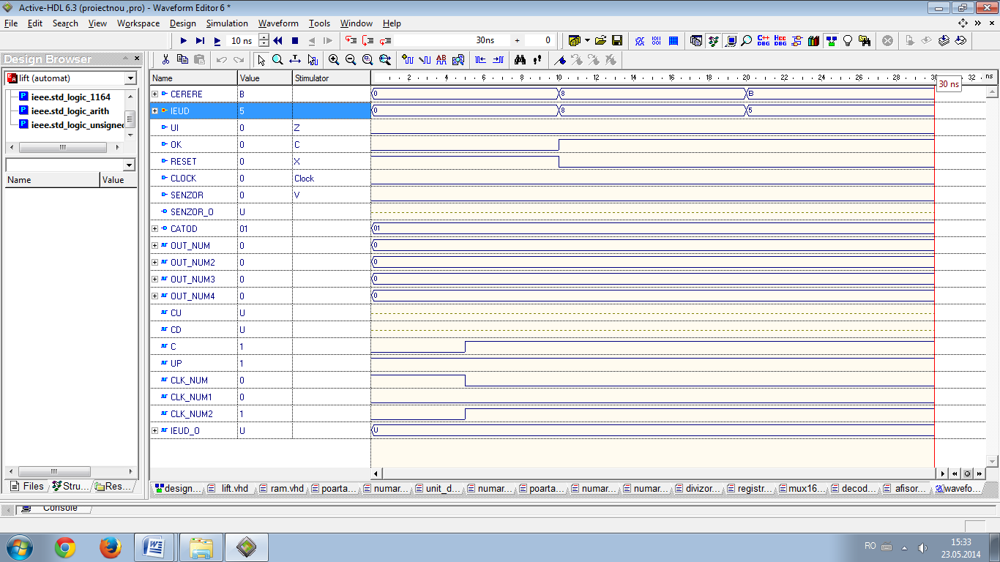 Active-HDL 6.3 (proiectnou ,pro) - Waveform Editor 6 *
File Edit Search View Workspace Design Simulation Waveform Tools Window Help
10 ns 30ns + 0
Design Browser
lift (automat)
ieee.std_logic_1164
ieee.std_logic_arith
ieee.std_logic_unsigned
Name Value
Files Stru... Res...
Name Value Stimulator 2 4 6 8 10 12 14 16 18 20 22 24 26 28 30 32 ns
30 ns
CERERE B 0 8 B
IEUD 5 0 8 5
UI 0 Z
OK 0 C
RESET 0 X
CLOCK 0 Clock
SENZOR 0 V
SENZOR_O U
CATOD 01 01
OUT_NUM 0 0
OUT_NUM2 0 0
OUT_NUM3 0 0
OUT_NUM4 0 0
CU U
CD U
C 1
UP 1
CLK_NUM 0
CLK_NUM1 0
CLK_NUM2 1
IEUD_O U U
design... lift.vhd ram.vhd poarta... numar... unit_d... numar... poarta... numar... numar... divizor... registr... mux16... decod... afisor... wavefo...
Console
RO 15:33
23.05.2014